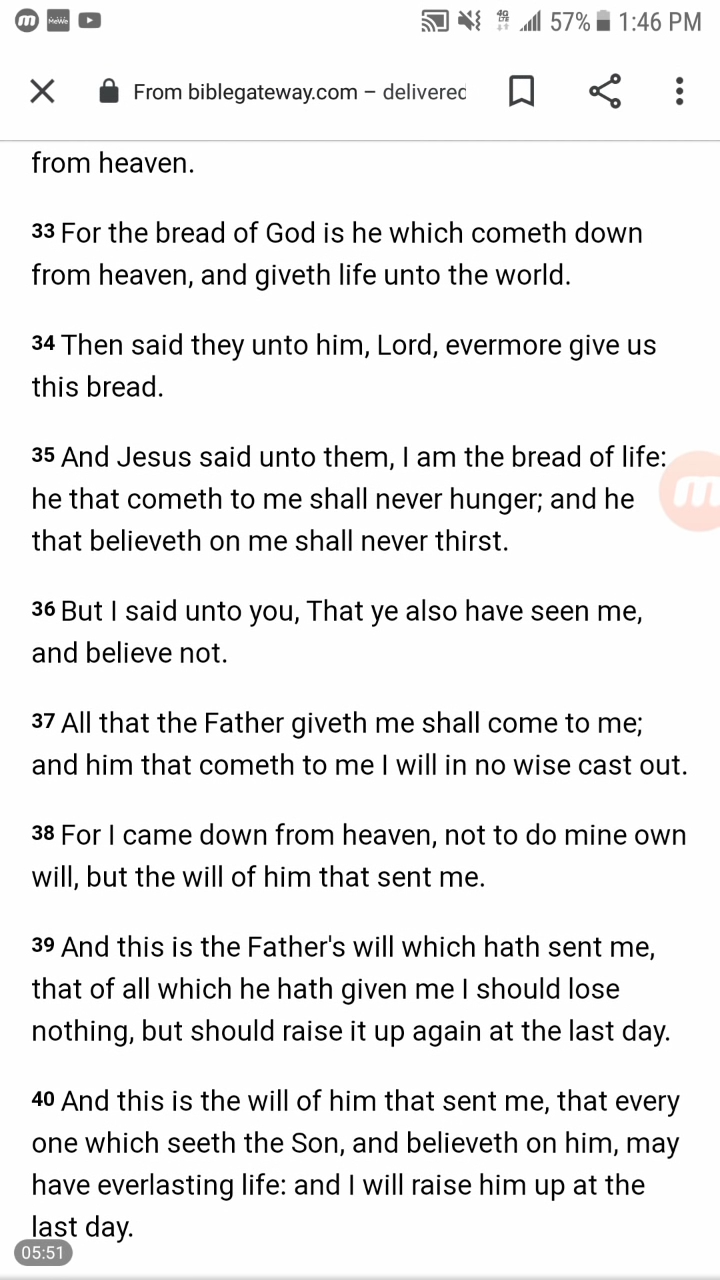 MeWe
4G LTE 57% 1:46 PM
From biblegateway.com – delivered
from heaven.
33 For the bread of God is he which cometh down
from heaven, and giveth life unto the world.
34 Then said they unto him, Lord, evermore give us
this bread.
35 And Jesus said unto them, I am the bread of life:
he that cometh to me shall never hunger; and he
that believeth on me shall never thirst.
36 But I said unto you, That ye also have seen me,
and believe not.
37 All that the Father giveth me shall come to me;
and him that cometh to me I will in no wise cast out.
38 For I came down from heaven, not to do mine own
will, but the will of him that sent me.
39 And this is the Father's will which hath sent me,
that of all which he hath given me I should lose
nothing, but should raise it up again at the last day.
40 And this is the will of him that sent me, that every
one which seeth the Son, and believeth on him, may
have everlasting life: and I will raise him up at the
last day.
05:51